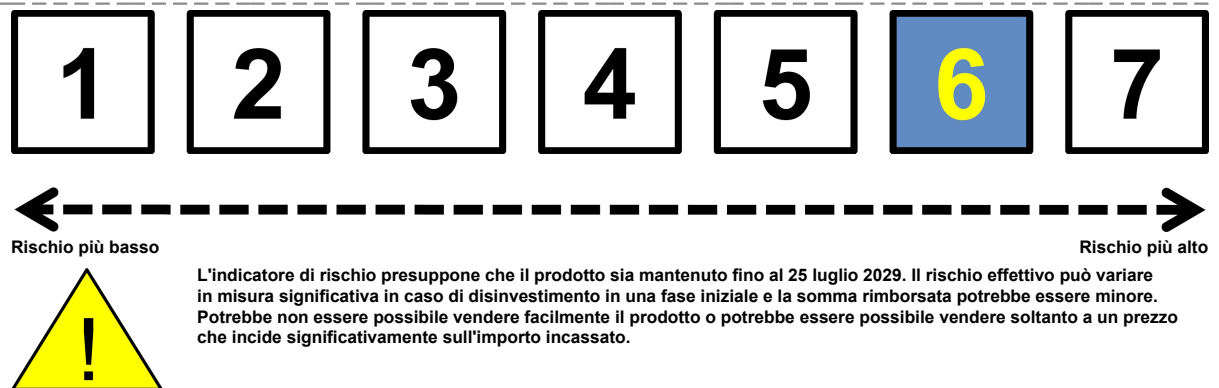 1 2 3 4 5 6 7
Rischio più basso Rischio più alto
L'indicatore di rischio presuppone che il prodotto sia mantenuto fino al 25 luglio 2029. Il rischio effettivo può variare
in misura significativa in caso di disinvestimento in una fase iniziale e la somma rimborsata potrebbe essere minore.
Potrebbe non essere possibile vendere facilmente il prodotto o potrebbe essere possibile vendere soltanto a un prezzo
che incide significativamente sull'importo incassato.
!